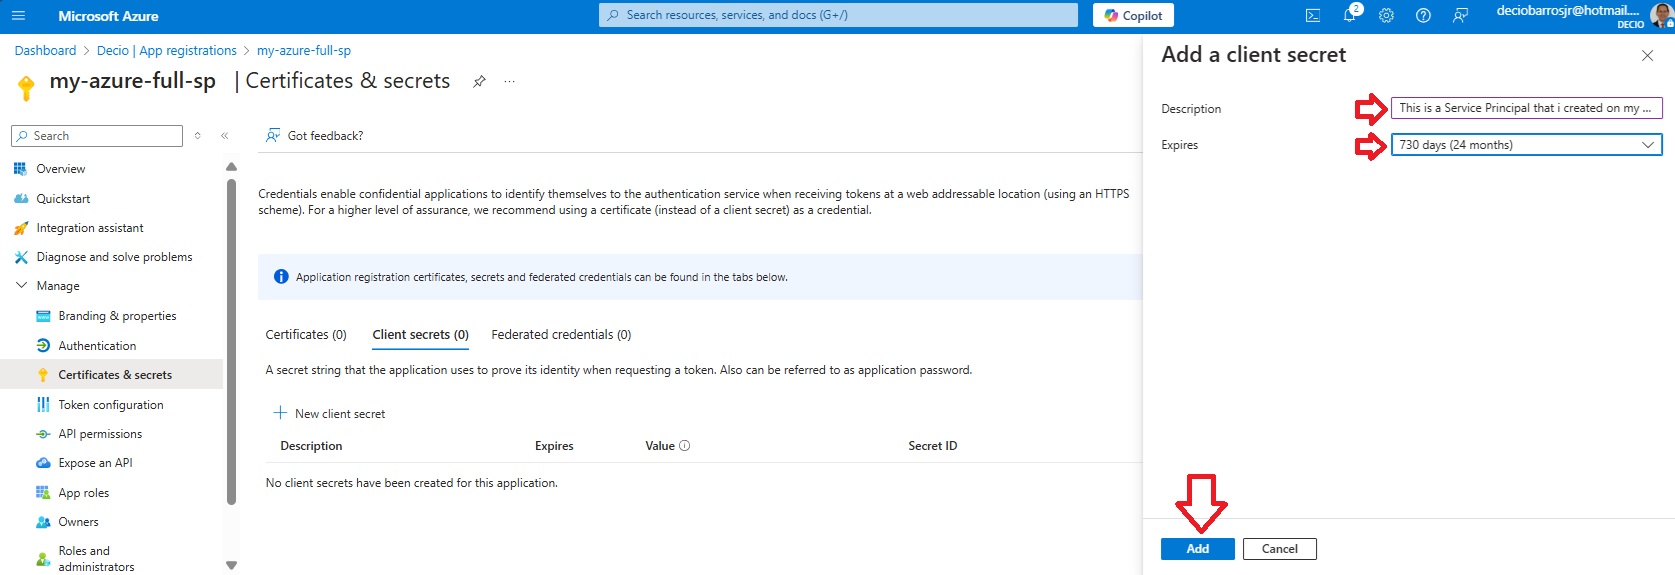 Microsoft Azure
Search resources, services, and docs (G+/)
Copilot
2
deciobarrosjr@hotmail....
DECIO
Dashboard > Decio | App registrations > my-azure-full-sp
my-azure-full-sp | Certificates & secrets
Search
Overview
Quickstart
Integration assistant
Diagnose and solve problems
Manage
Branding & properties
Authentication
Certificates & secrets
Token configuration
API permissions
Expose an API
App roles
Owners
Roles and
administrators
Got feedback?
Credentials enable confidential applications to identify themselves to the authentication service when receiving tokens at a web addressable location (using an HTTPS
scheme). For a higher level of assurance, we recommend using a certificate (instead of a client secret) as a credential.
Application registration certificates, secrets and federated credentials can be found in the tabs below.
Certificates (0) Client secrets (0) Federated credentials (0)
A secret string that the application uses to prove its identity when requesting a token. Also can be referred to as application password.
New client secret
Description Expires Value Secret ID
No client secrets have been created for this application.
Add a client secret
Description This is a Service Principal that i created on my ...
Expires 730 days (24 months)
Add Cancel